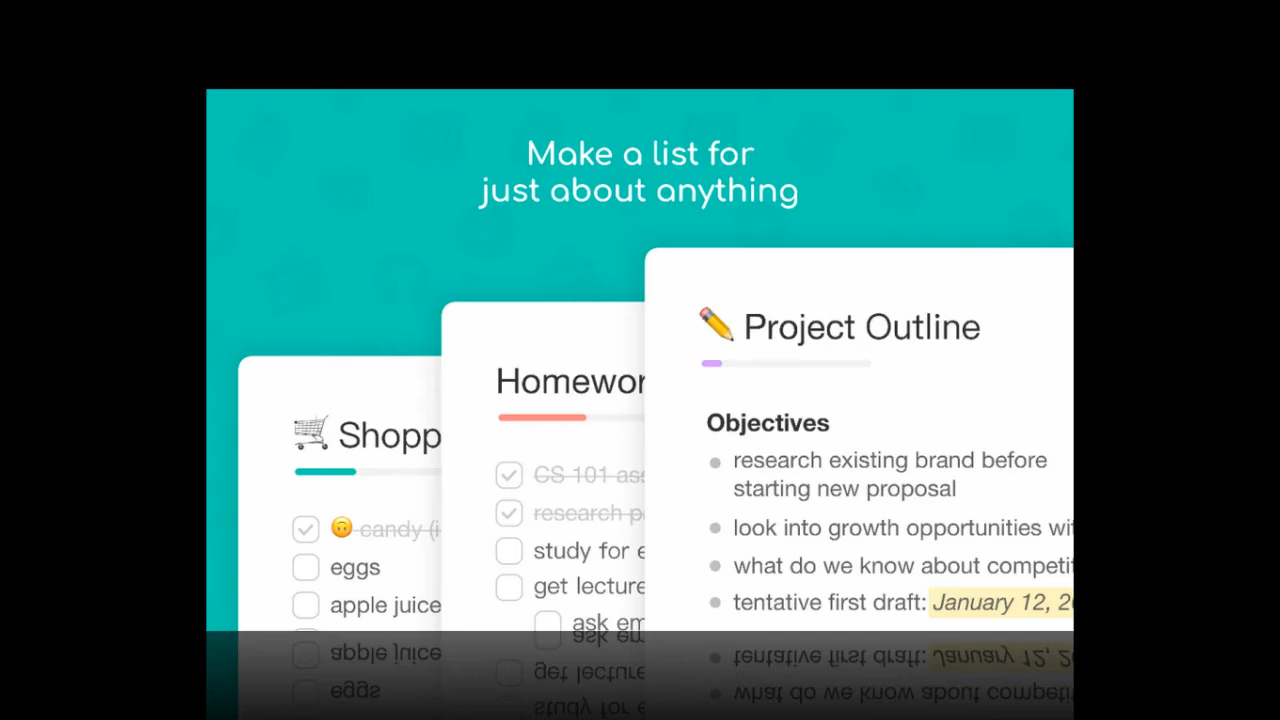 Make a list for
just about anything
Shopp
candy (i
eggs
apple juice
Homewor
CS 101 ass
research pa
study for e
get lecture
ask em
Project Outline
Objectives
research existing brand before
starting new proposal
look into growth opportunities wit
what do we know about competit
tentative first draft: January 12, 20